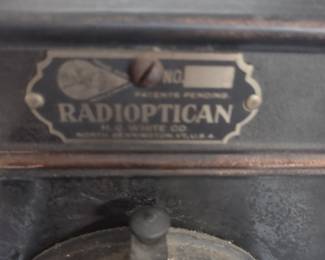 NO.
PATENTS PENDING.
RADIOPTICAN
H. C. WHITE CO.
NORTH BENNINGTON, VT., U.S.A.